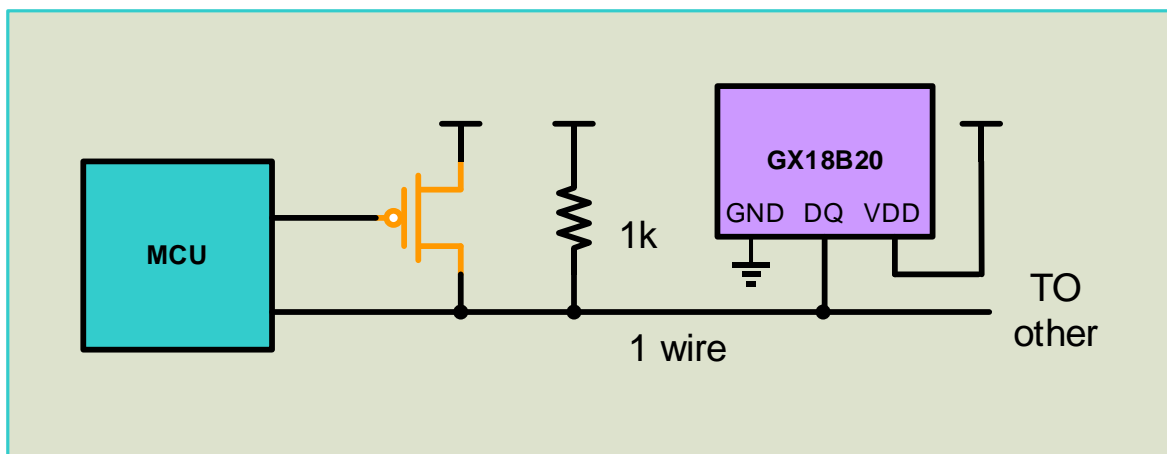 GX18B20
GND DQ VDD
MCU
1k
1 wire
TO
other